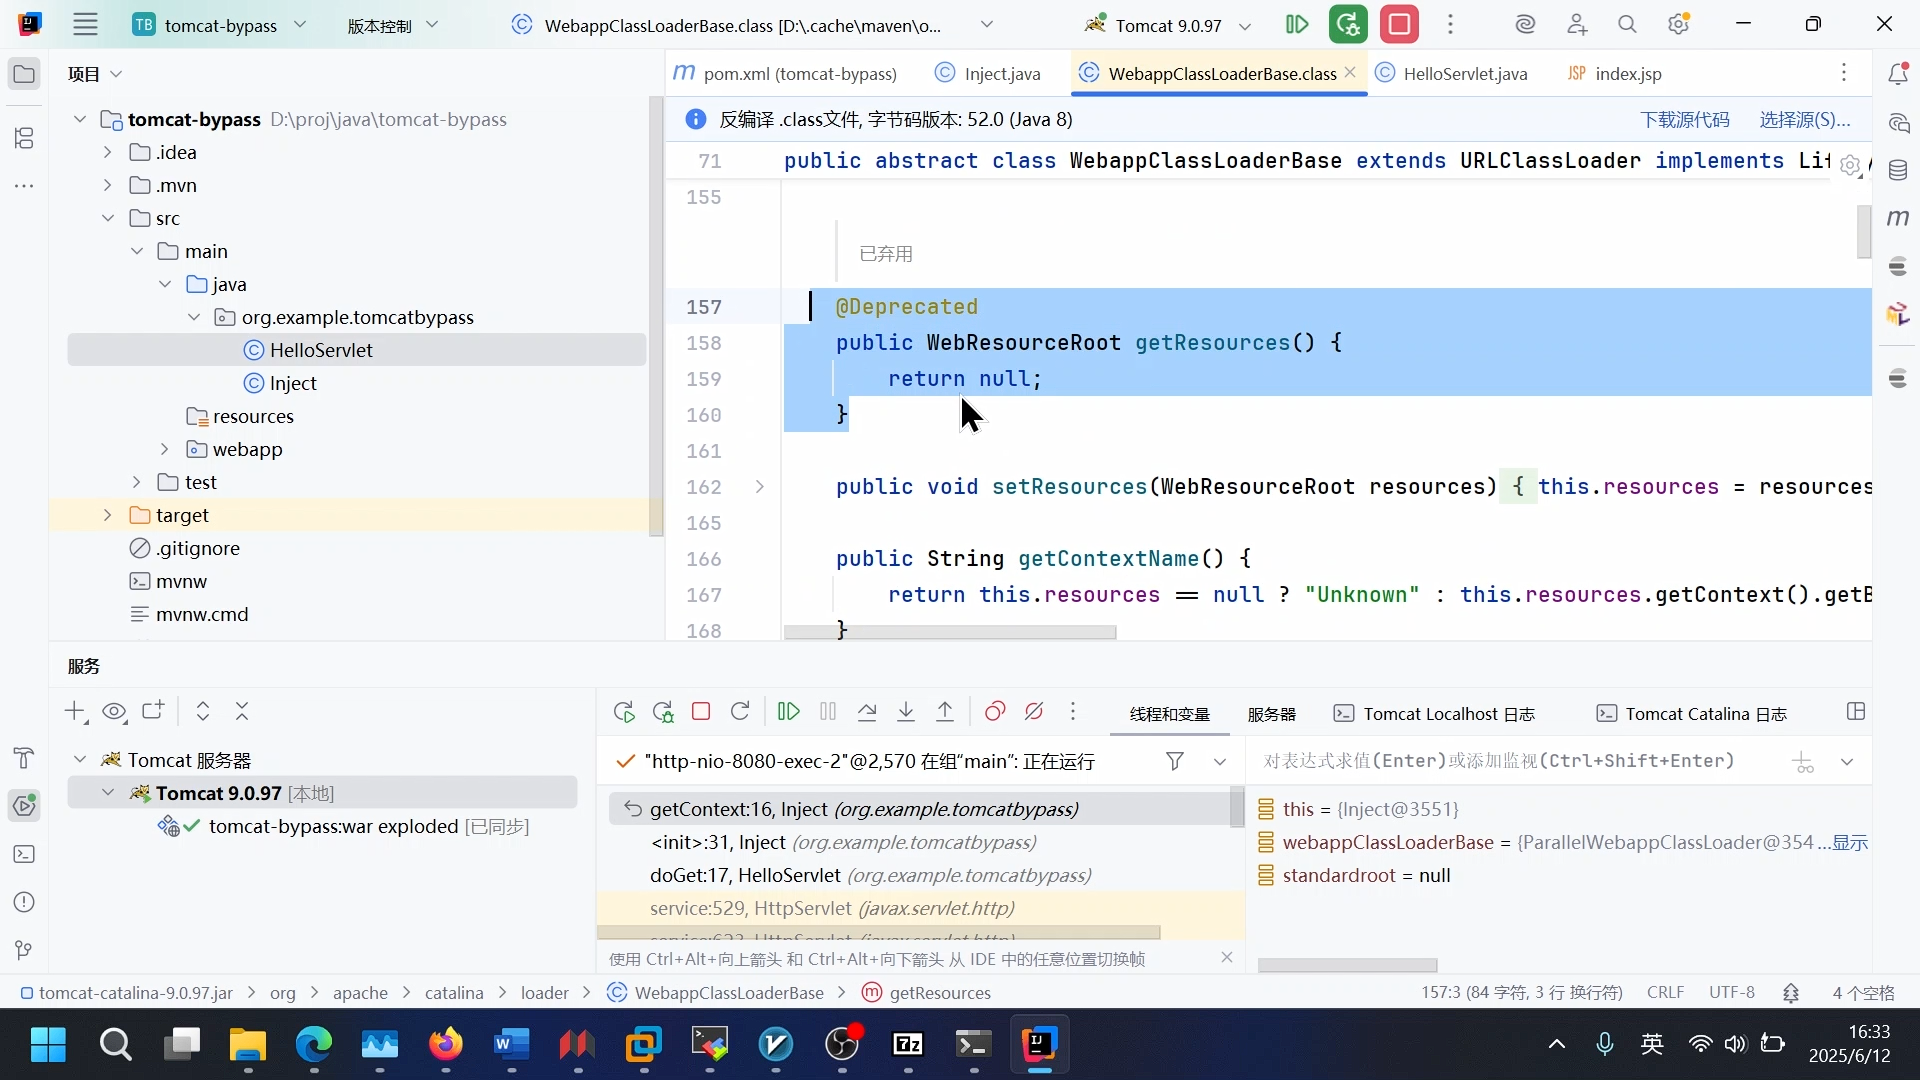 TB tomcat-bypass 版本控制 WebappClassLoaderBase.class [D:\.cache\maven\o... Tomcat 9.0.97
项目
m pom.xml (tomcat-bypass) Inject.java WebappClassLoaderBase.class HelloServlet.java JSP index.jsp
tomcat-bypass D:\proj\java\tomcat-bypass
.idea
.mvn
src
main
java
org.example.tomcatbypass
HelloServlet
Inject
resources
webapp
test
target
.gitignore
mvnw
mvnw.cmd
反编译 .class文件, 字节码版本: 52.0 (Java 8) 下载源代码 选择源(S)...
71 public abstract class WebappClassLoaderBase extends URLClassLoader implements Lif
155
已弃用
157 @Deprecated
158 public WebResourceRoot getResources() {
159 return null;
160 }
161
162 public void setResources(WebResourceRoot resources) { this.resources = resources
165
166 public String getContextName() {
167 return this.resources == null ? "Unknown" : this.resources.getContext().getB
168 }
服务
Tomcat 服务器
Tomcat 9.0.97 [本地]
tomcat-bypass:war exploded [已同步]
线程和变量 服务器 Tomcat Localhost 日志 Tomcat Catalina 日志
"http-nio-8080-exec-2"@2,570 在组"main": 正在运行
getContext:16, Inject (org.example.tomcatbypass)
<init>:31, Inject (org.example.tomcatbypass)
doGet:17, HelloServlet (org.example.tomcatbypass)
service:529, HttpServlet (javax.servlet.http)
service:623, HttpServlet (javax.servlet.http)
使用 Ctrl+Alt+向上箭头 和 Ctrl+Alt+向下箭头 从 IDE 中的任意位置切换帧
对表达式求值(Enter)或添加监视(Ctrl+Shift+Enter)
this = {Inject@3551}
webappClassLoaderBase = {ParallelWebappClassLoader@354 ...显示
standardroot = null
tomcat-catalina-9.0.97.jar org apache catalina loader WebappClassLoaderBase m getResources 157:3 (84 字符, 3 行 换行符) CRLF UTF-8 4 个空格
英 16:33
2025/6/12